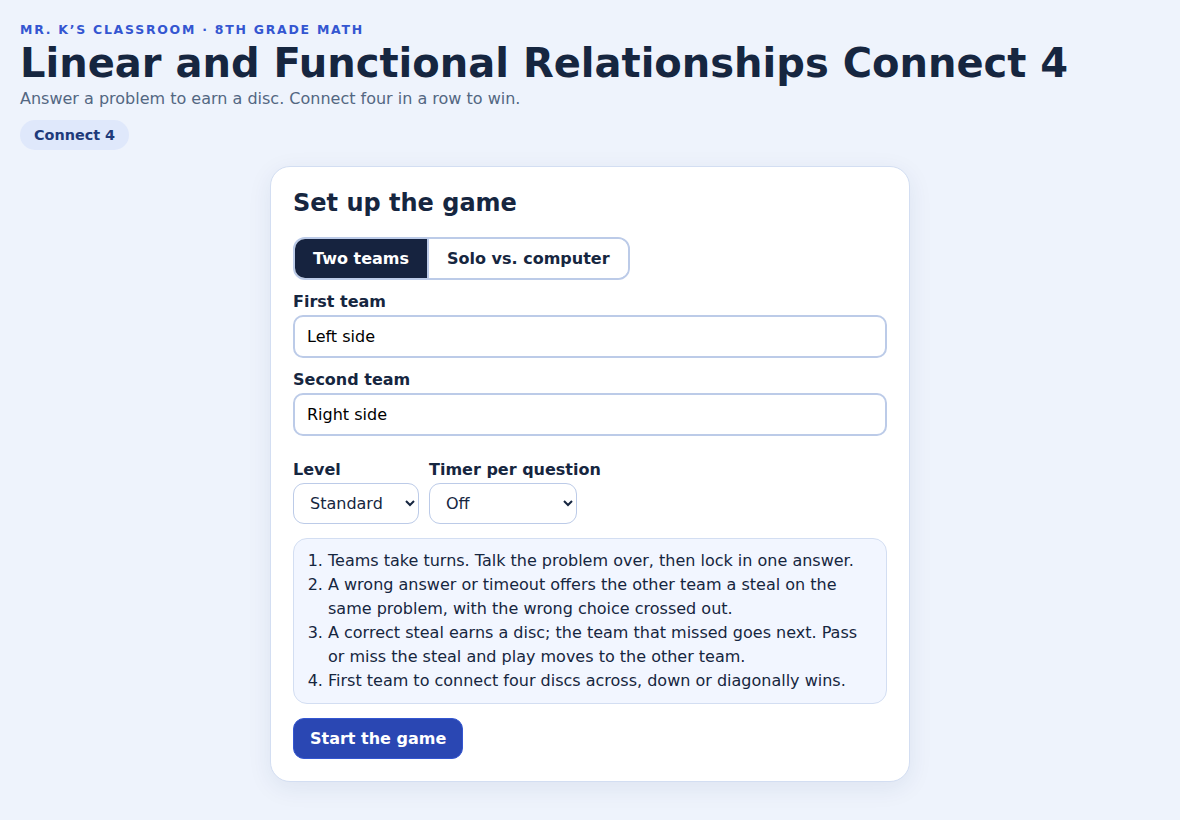 MR. K’S CLASSROOM · 8TH GRADE MATH
Linear and Functional Relationships Connect 4
Answer a problem to earn a disc. Connect four in a row to win.
Connect 4
Set up the game
Two teams
Solo vs. computer
First team
Left side
Second team
Right side
Level
Timer per question
Standard
Off
1. Teams take turns. Talk the problem over, then lock in one answer.
2. A wrong answer or timeout offers the other team a steal on the
same problem, with the wrong choice crossed out.
3. A correct steal earns a disc; the team that missed goes next. Pass
or miss the steal and play moves to the other team.
4. First team to connect four discs across, down or diagonally wins.
Start the game